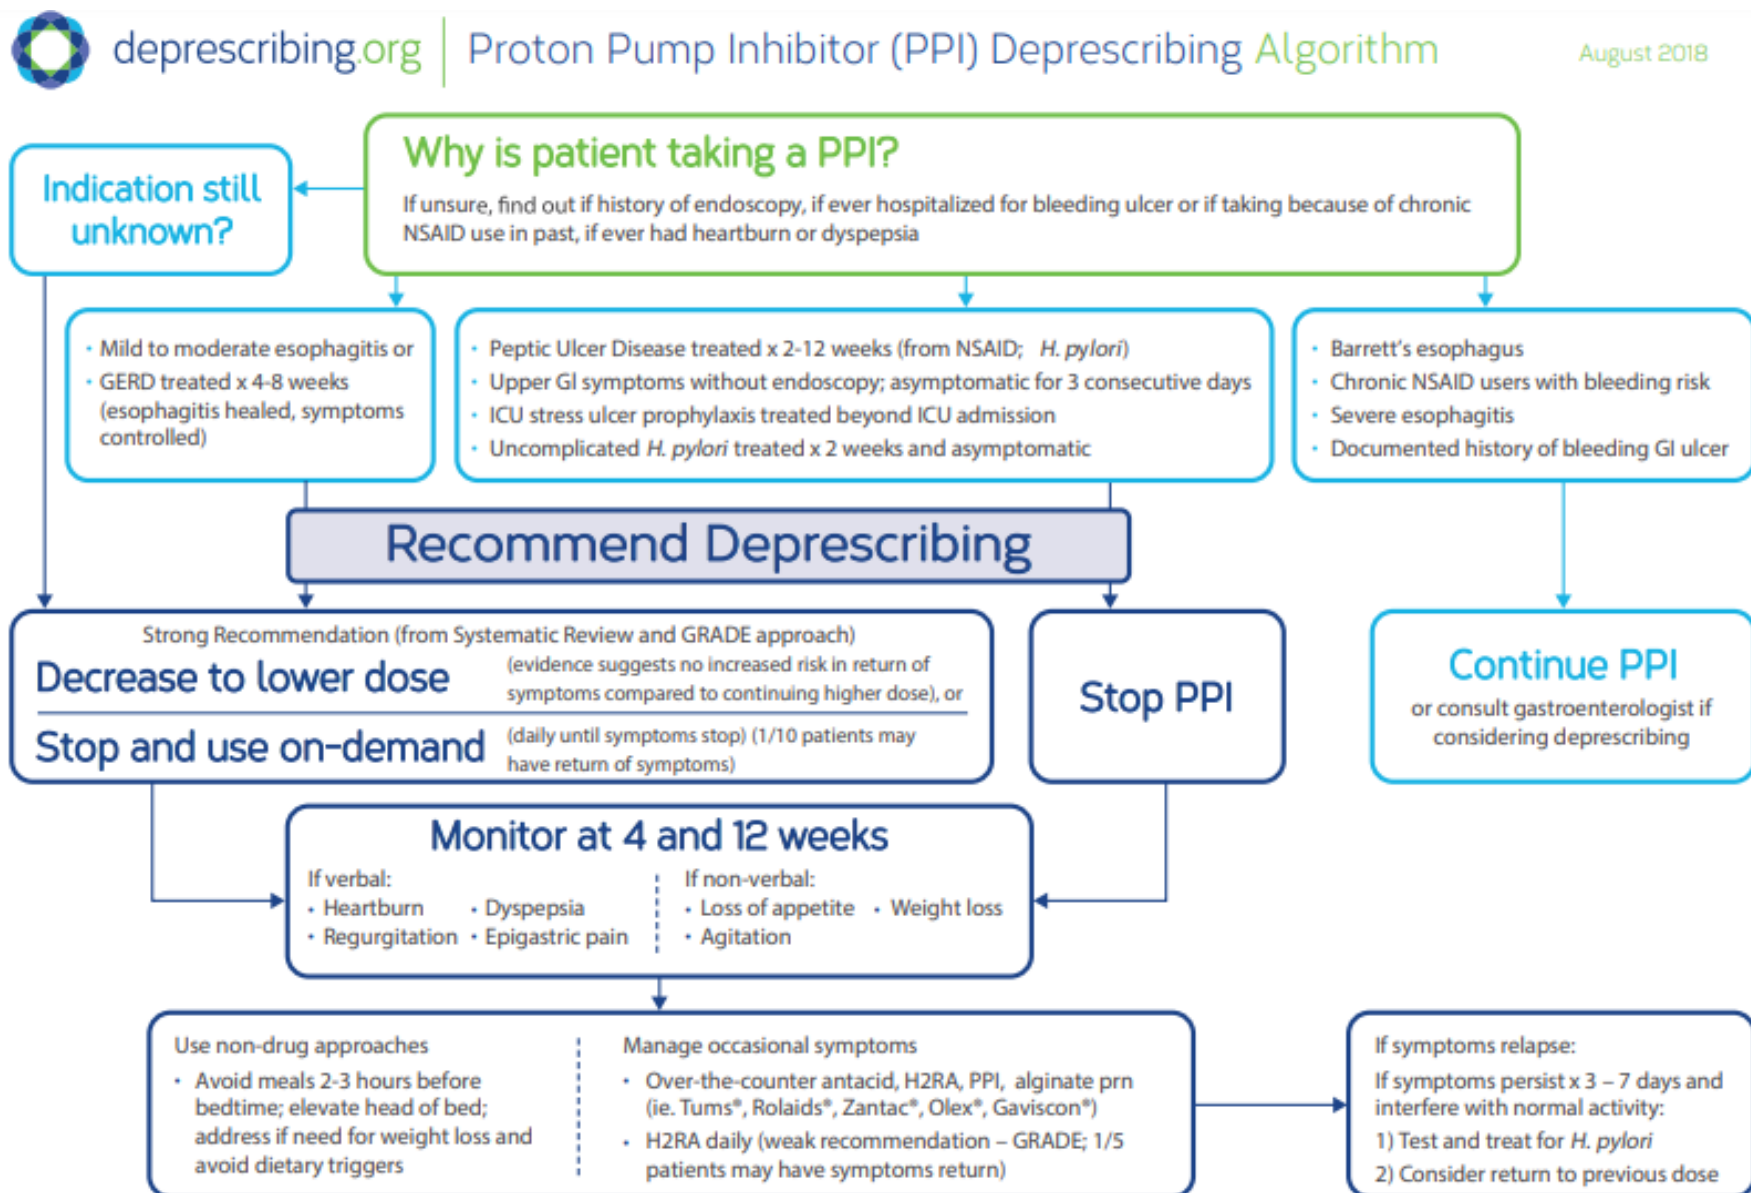 deprescribing.org
Proton Pump Inhibitor (PPI) Deprescribing Algorithm
August 2018
Why is patient taking a PPI?
If unsure, find out if history of endoscopy, if ever hospitalized for bleeding ulcer or if taking because of chronic
NSAID use in past, if ever had heartburn or dyspepsia
Indication still
unknown?
• Mild to moderate esophagitis or
• GERD treated x 4-8 weeks
(esophagitis healed, symptoms
controlled)
• Peptic Ulcer Disease treated x 2-12 weeks (from NSAID; H. pylori)
• Upper GI symptoms without endoscopy; asymptomatic for 3 consecutive days
• ICU stress ulcer prophylaxis treated beyond ICU admission
• Uncomplicated H. pylori treated x 2 weeks and asymptomatic
• Barrett's esophagus
• Chronic NSAID users with bleeding risk
• Severe esophagitis
• Documented history of bleeding GI ulcer
Recommend Deprescribing
Strong Recommendation (from Systematic Review and GRADE approach)
Decrease to lower dose
(evidence suggests no increased risk in return of
symptoms compared to continuing higher dose), or
Stop and use on-demand
(daily until symptoms stop) (1/10 patients may
have return of symptoms)
Stop PPI
Continue PPI
or consult gastroenterologist if
considering deprescribing
Monitor at 4 and 12 weeks
If verbal:
• Heartburn • Dyspepsia
• Regurgitation • Epigastric pain
If non-verbal:
• Loss of appetite • Weight loss
• Agitation
Use non-drug approaches
• Avoid meals 2-3 hours before
bedtime; elevate head of bed;
address if need for weight loss and
avoid dietary triggers
Manage occasional symptoms
• Over-the-counter antacid, H2RA, PPI, alginate prn
(ie. Tums®, Rolaids®, Zantac®, Olex®, Gaviscon®)
• H2RA daily (weak recommendation – GRADE; 1/5
patients may have symptoms return)
If symptoms relapse:
If symptoms persist x 3 – 7 days and
interfere with normal activity:
1) Test and treat for H. pylori
2) Consider return to previous dose